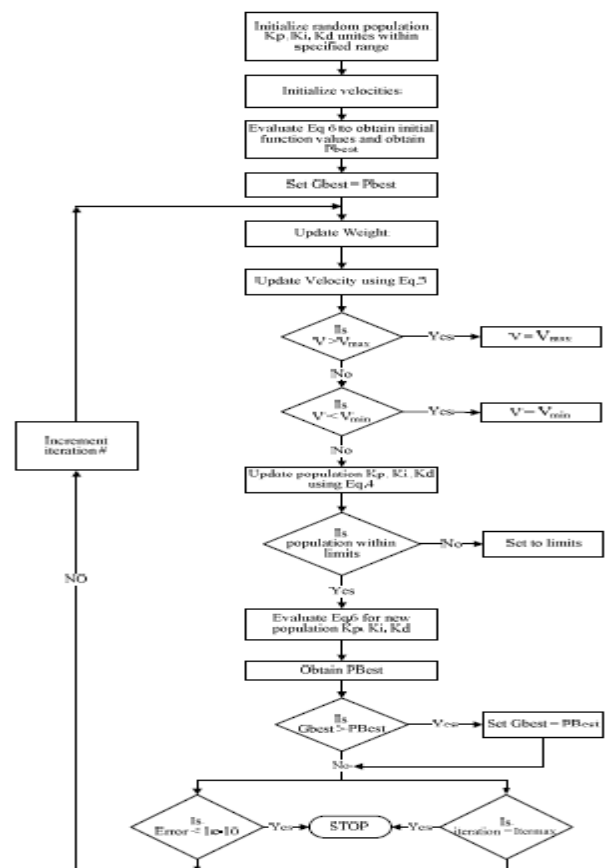 Initialize random population
Kp, Ki, Kd unites within
specified range
Initialize velocities
Evaluate Eq 6 to obtain initial
function values and obtain
Pbest
Set Gbest = Pbest
Update Weight
Update Velocity using Eq.5
Is
V > Vmax
Yes
V = Vmax
No
Is
V < Vmin
Yes
V = Vmin
No
Increment
iteration #
Update population Kp, Ki, Kd
using Eq.4
Is
population within
limits
No
Set to limits
NO
Yes
Evaluate Eq6 for new
population Kp, Ki, Kd
Obtain PBest
Is
Gbest > PBest
Yes
Set Gbest = PBest
No
Is
Error
Yes
STOP
Yes
Is
iteration = Itermax